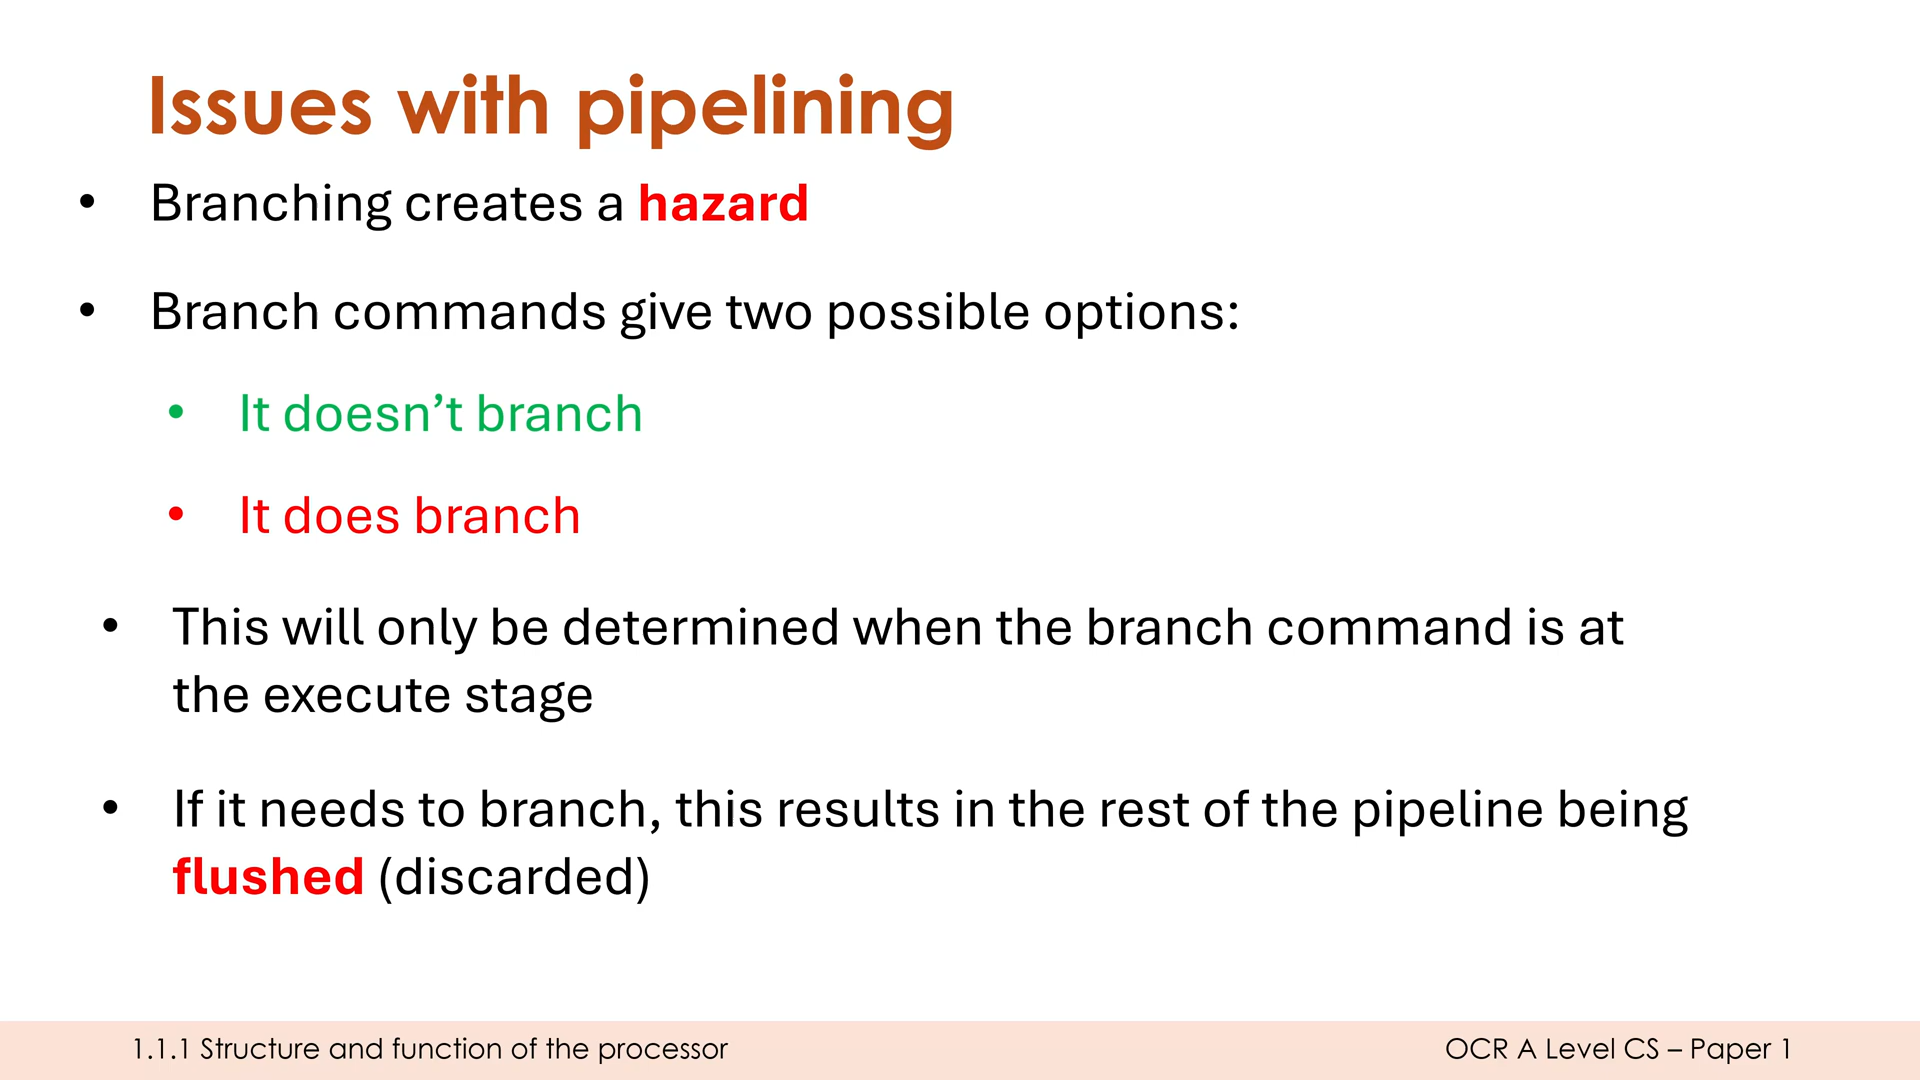 Issues with pipelining
• Branching creates a hazard
• Branch commands give two possible options:
• It doesn’t branch
• It does branch
• This will only be determined when the branch command is at
the execute stage
• If it needs to branch, this results in the rest of the pipeline being
flushed (discarded)
1.1.1 Structure and function of the processor
OCR A Level CS – Paper 1